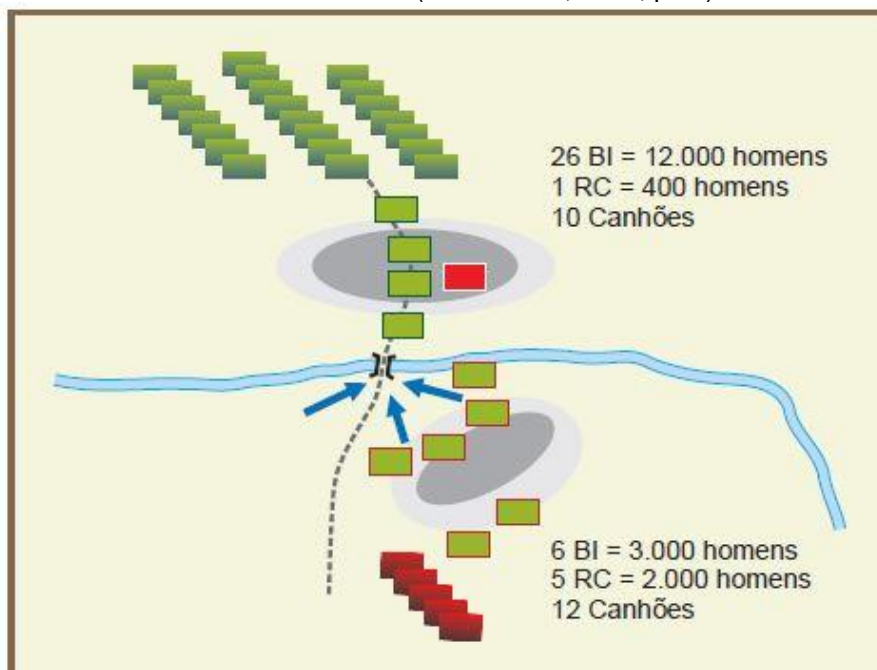 26 BI = 12.000 homens
1 RC = 400 homens
10 Canhões
6 BI = 3.000 homens
5 RC = 2.000 homens
12 Canhões